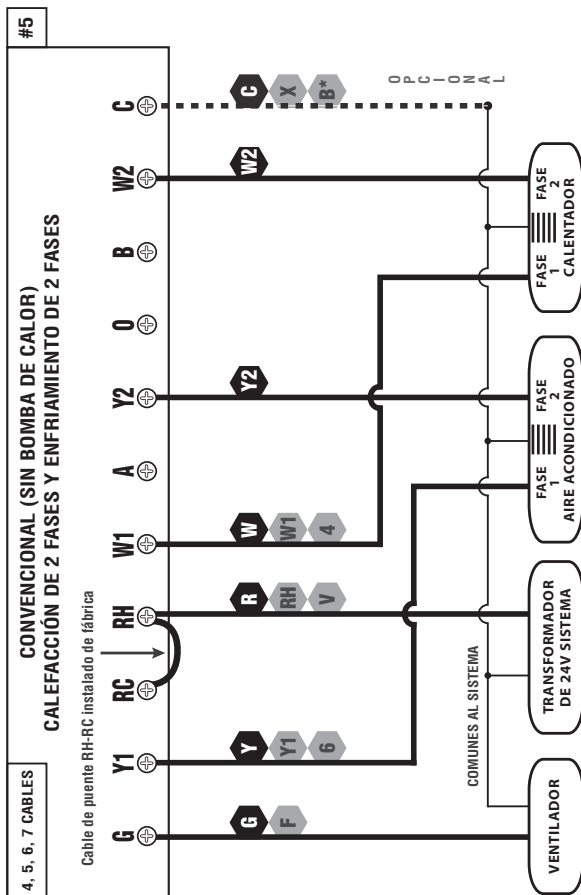 4, 5, 6, 7 CABLES
#5
CONVENCIONAL (SIN BOMBA DE CALOR)
CALEFACCIÓN DE 2 FASES Y ENFRIAMIENTO DE 2 FASES
Cable de puente RH-RC instalado de fábrica
G Y1 RC RH W1 A Y2 O B W2 C
G Y R W Y2 W2 C
F Y1 RH W1 X
6 V 4 B*
OPCIONAL
COMUNES AL SISTEMA
VENTILADOR
TRANSFORMADOR
DE 24V SISTEMA
FASE
1
FASE
2
AIRE ACONDICIONADO
FASE
1
FASE
2
CALENTADOR